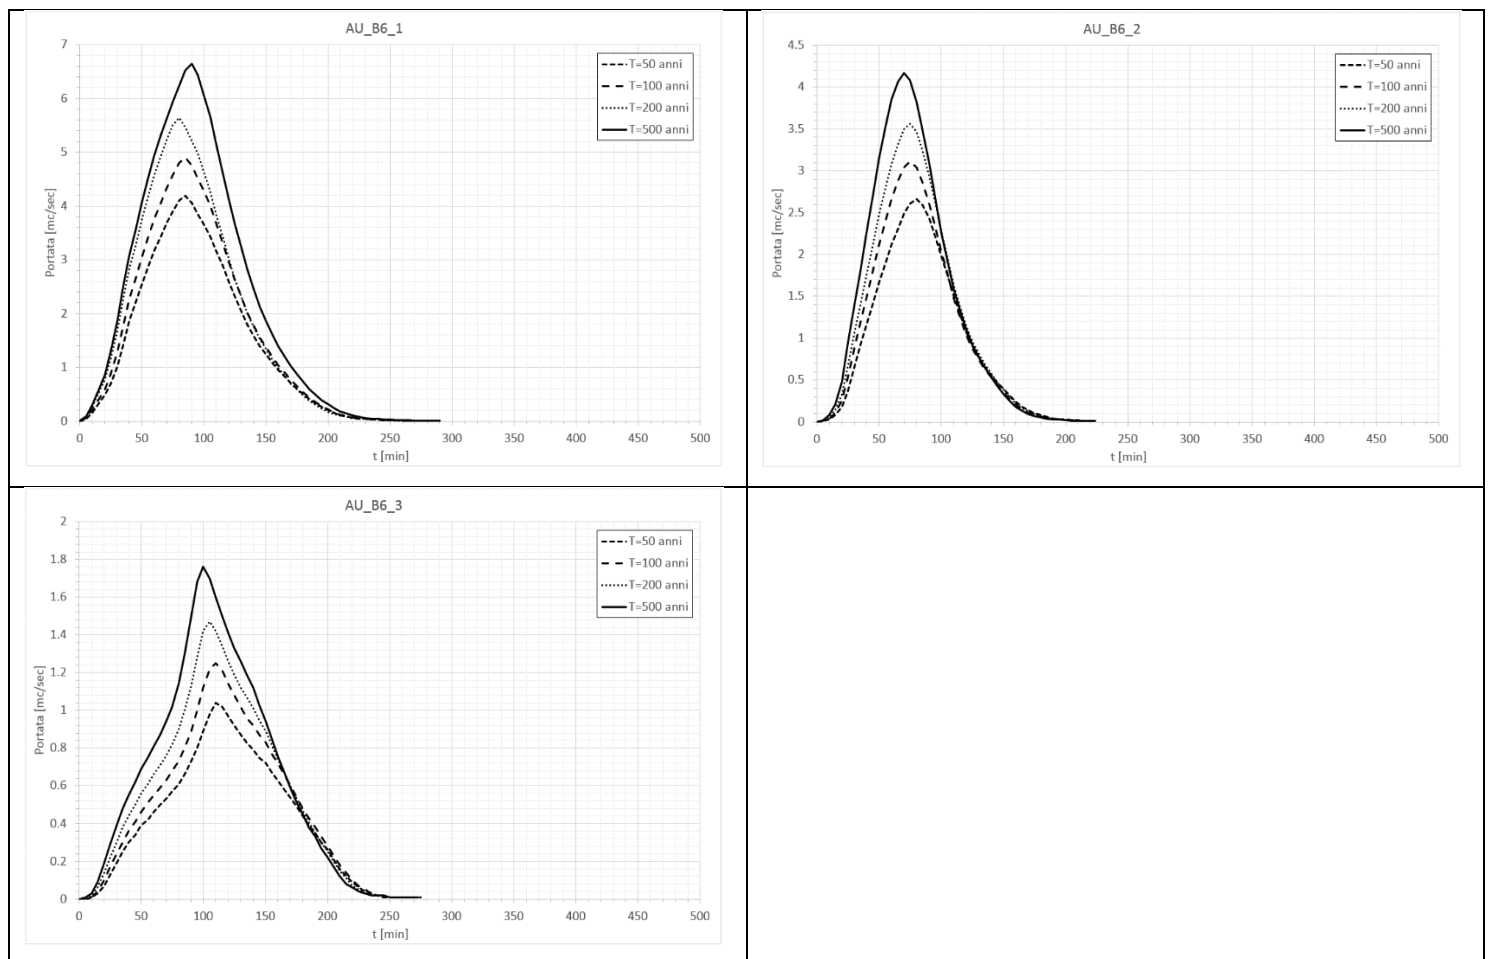 AU_B6_1
7
6
5
4
3
2
1
0
Portata [mc/sec]
0 50 100 150 200 250 300 350 400 450 500
t [min]
T=50 anni
T=100 anni
T=200 anni
T=500 anni
AU_B6_2
4.5
4
3.5
3
2.5
2
1.5
1
0.5
0
Portata [mc/sec]
0 50 100 150 200 250 300 350 400 450 500
t [min]
T=50 anni
T=100 anni
T=200 anni
T=500 anni
AU_B6_3
2
1.8
1.6
1.4
1.2
1
0.8
0.6
0.4
0.2
0
Portata [mc/sec]
0 50 100 150 200 250 300 350 400 450 500
t [min]
T=50 anni
T=100 anni
T=200 anni
T=500 anni